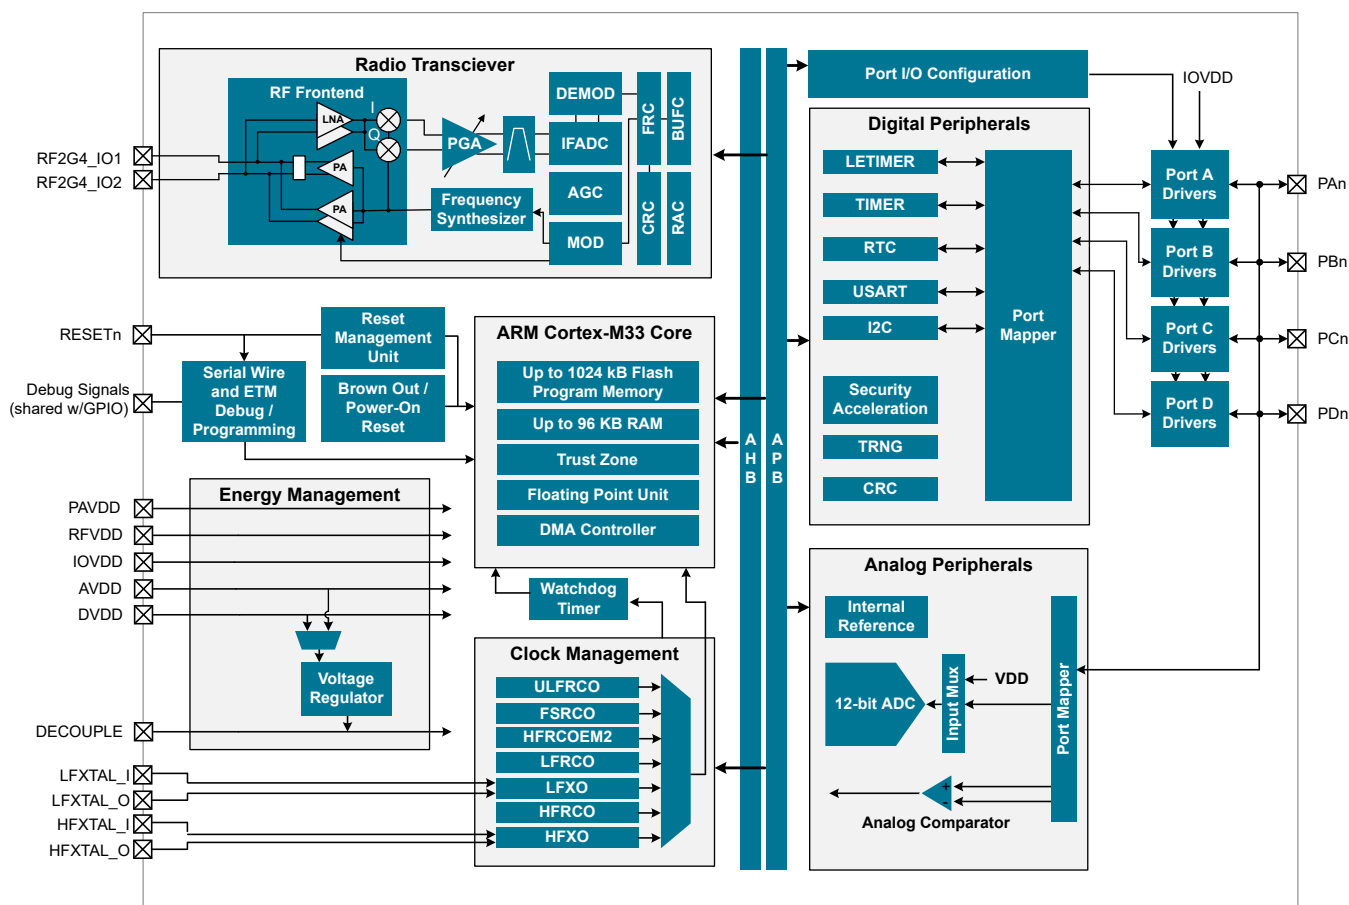 Radio Transciever
RF Frontend
LNA
I
Q
PA
PA
PGA
Frequency
Synthesizer
DEMOD
IFADC
AGC
MOD
FRC
BUFC
CRC
RAC
RF2G4_IO1
RF2G4_IO2
RESETn
Debug Signals
(shared w/GPIO)
Reset
Management
Unit
Serial Wire
and ETM
Debug /
Programming
Brown Out /
Power-On
Reset
ARM Cortex-M33 Core
Up to 1024 kB Flash
Program Memory
Up to 96 KB RAM
Trust Zone
Floating Point Unit
DMA Controller
Energy Management
PAVDD
RFVDD
IOVDD
AVDD
DVDD
Voltage
Regulator
DECOUPLE
Watchdog
Timer
Clock Management
ULFRCO
FSRCO
HFRCOEM2
LFRCO
LFXO
HFRCO
HFXO
LFXTAL_I
LFXTAL_O
HFXTAL_I
HFXTAL_O
A
H
B
A
P
B
Port I/O Configuration
IOVDD
Digital Peripherals
LETIMER
TIMER
RTC
USART
I2C
Port
Mapper
Security
Acceleration
TRNG
CRC
Port A
Drivers
Port B
Drivers
Port C
Drivers
Port D
Drivers
PAn
PBn
PCn
PDn
Analog Peripherals
Internal
Reference
12-bit ADC
Input Mux
VDD
Port Mapper
+
-
Analog Comparator